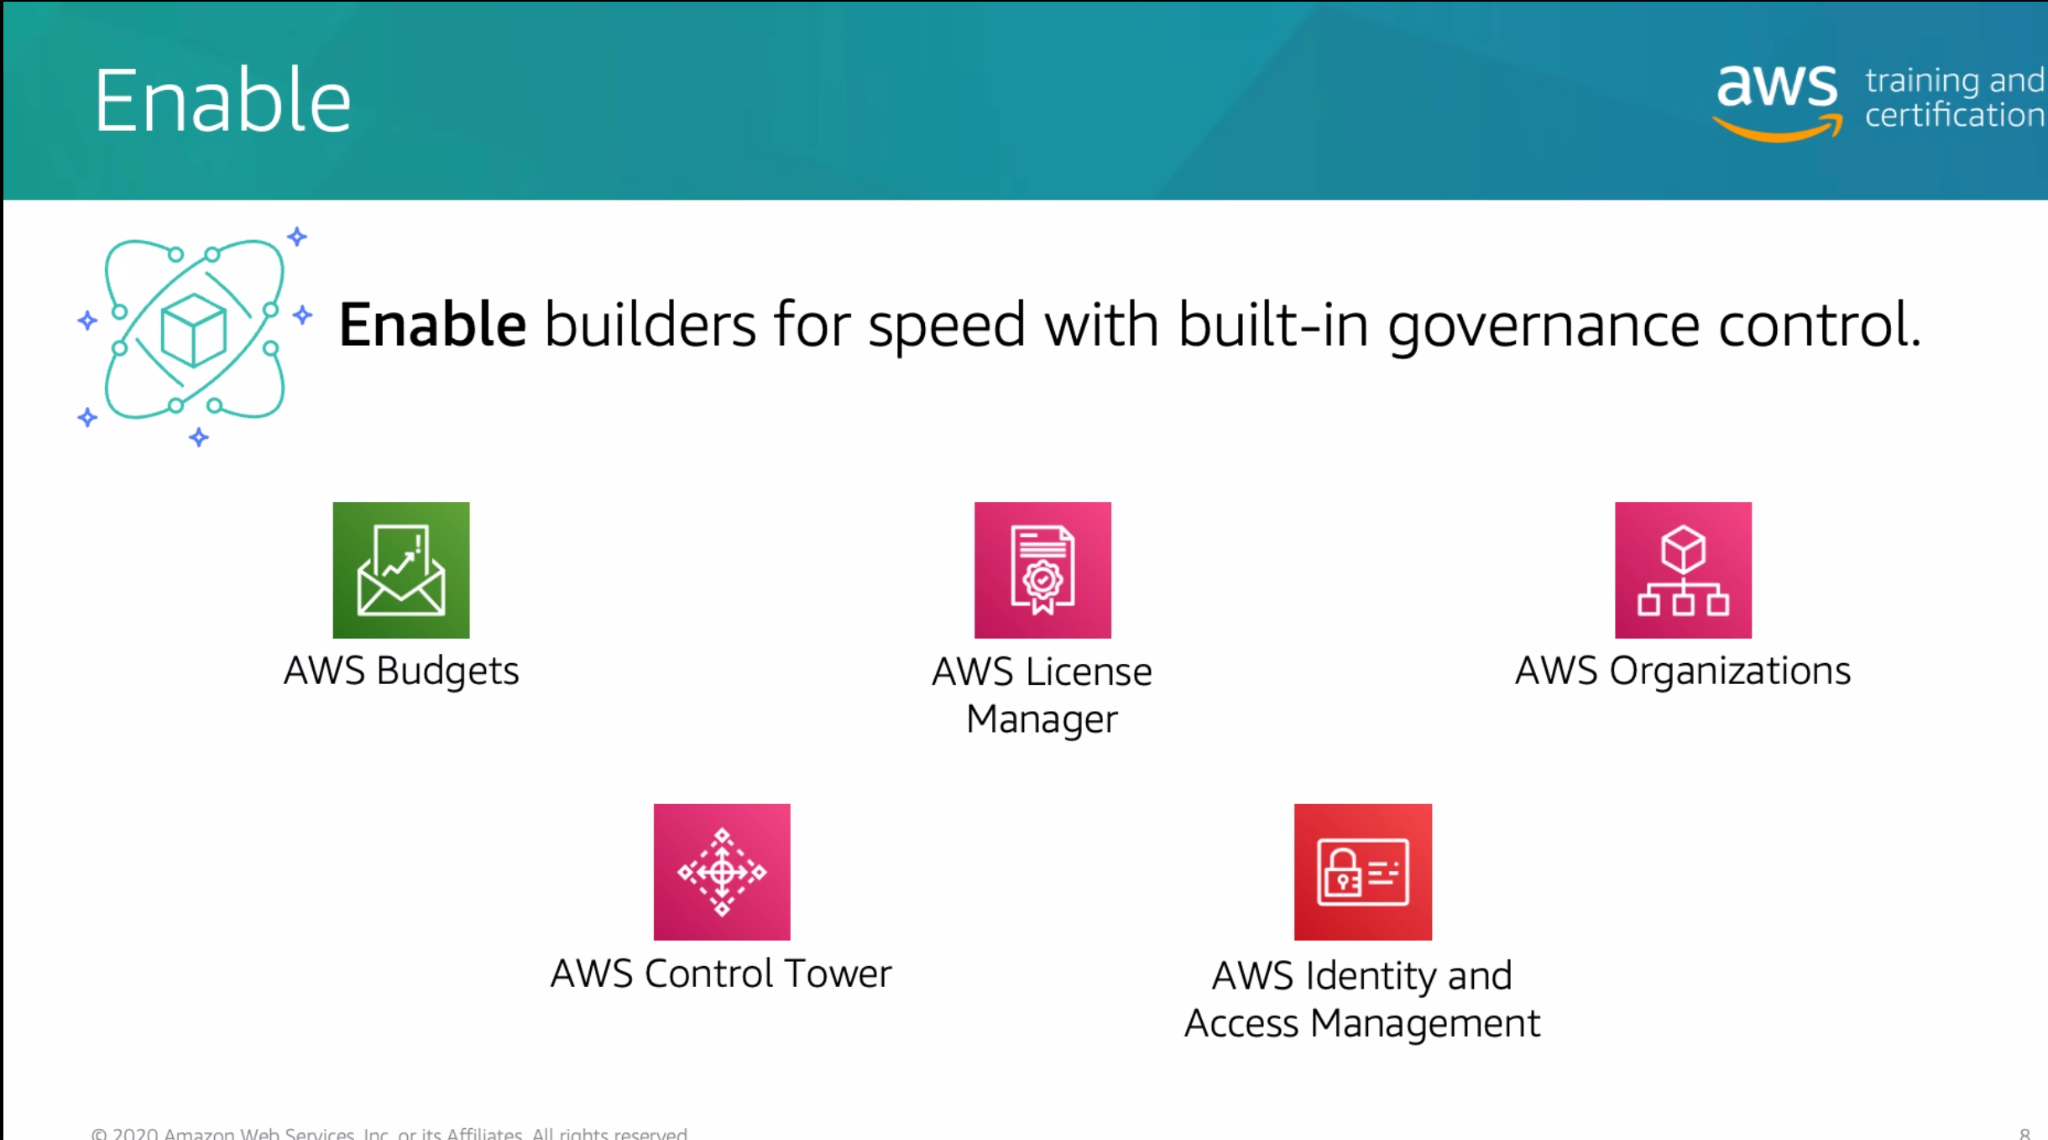 Enable
aws training and
certification
Enable builders for speed with built-in governance control.
AWS Budgets
AWS License
Manager
AWS Organizations
AWS Control Tower
AWS Identity and
Access Management
© 2020 Amazon Web Services, Inc. or its Affiliates. All rights reserved.
8